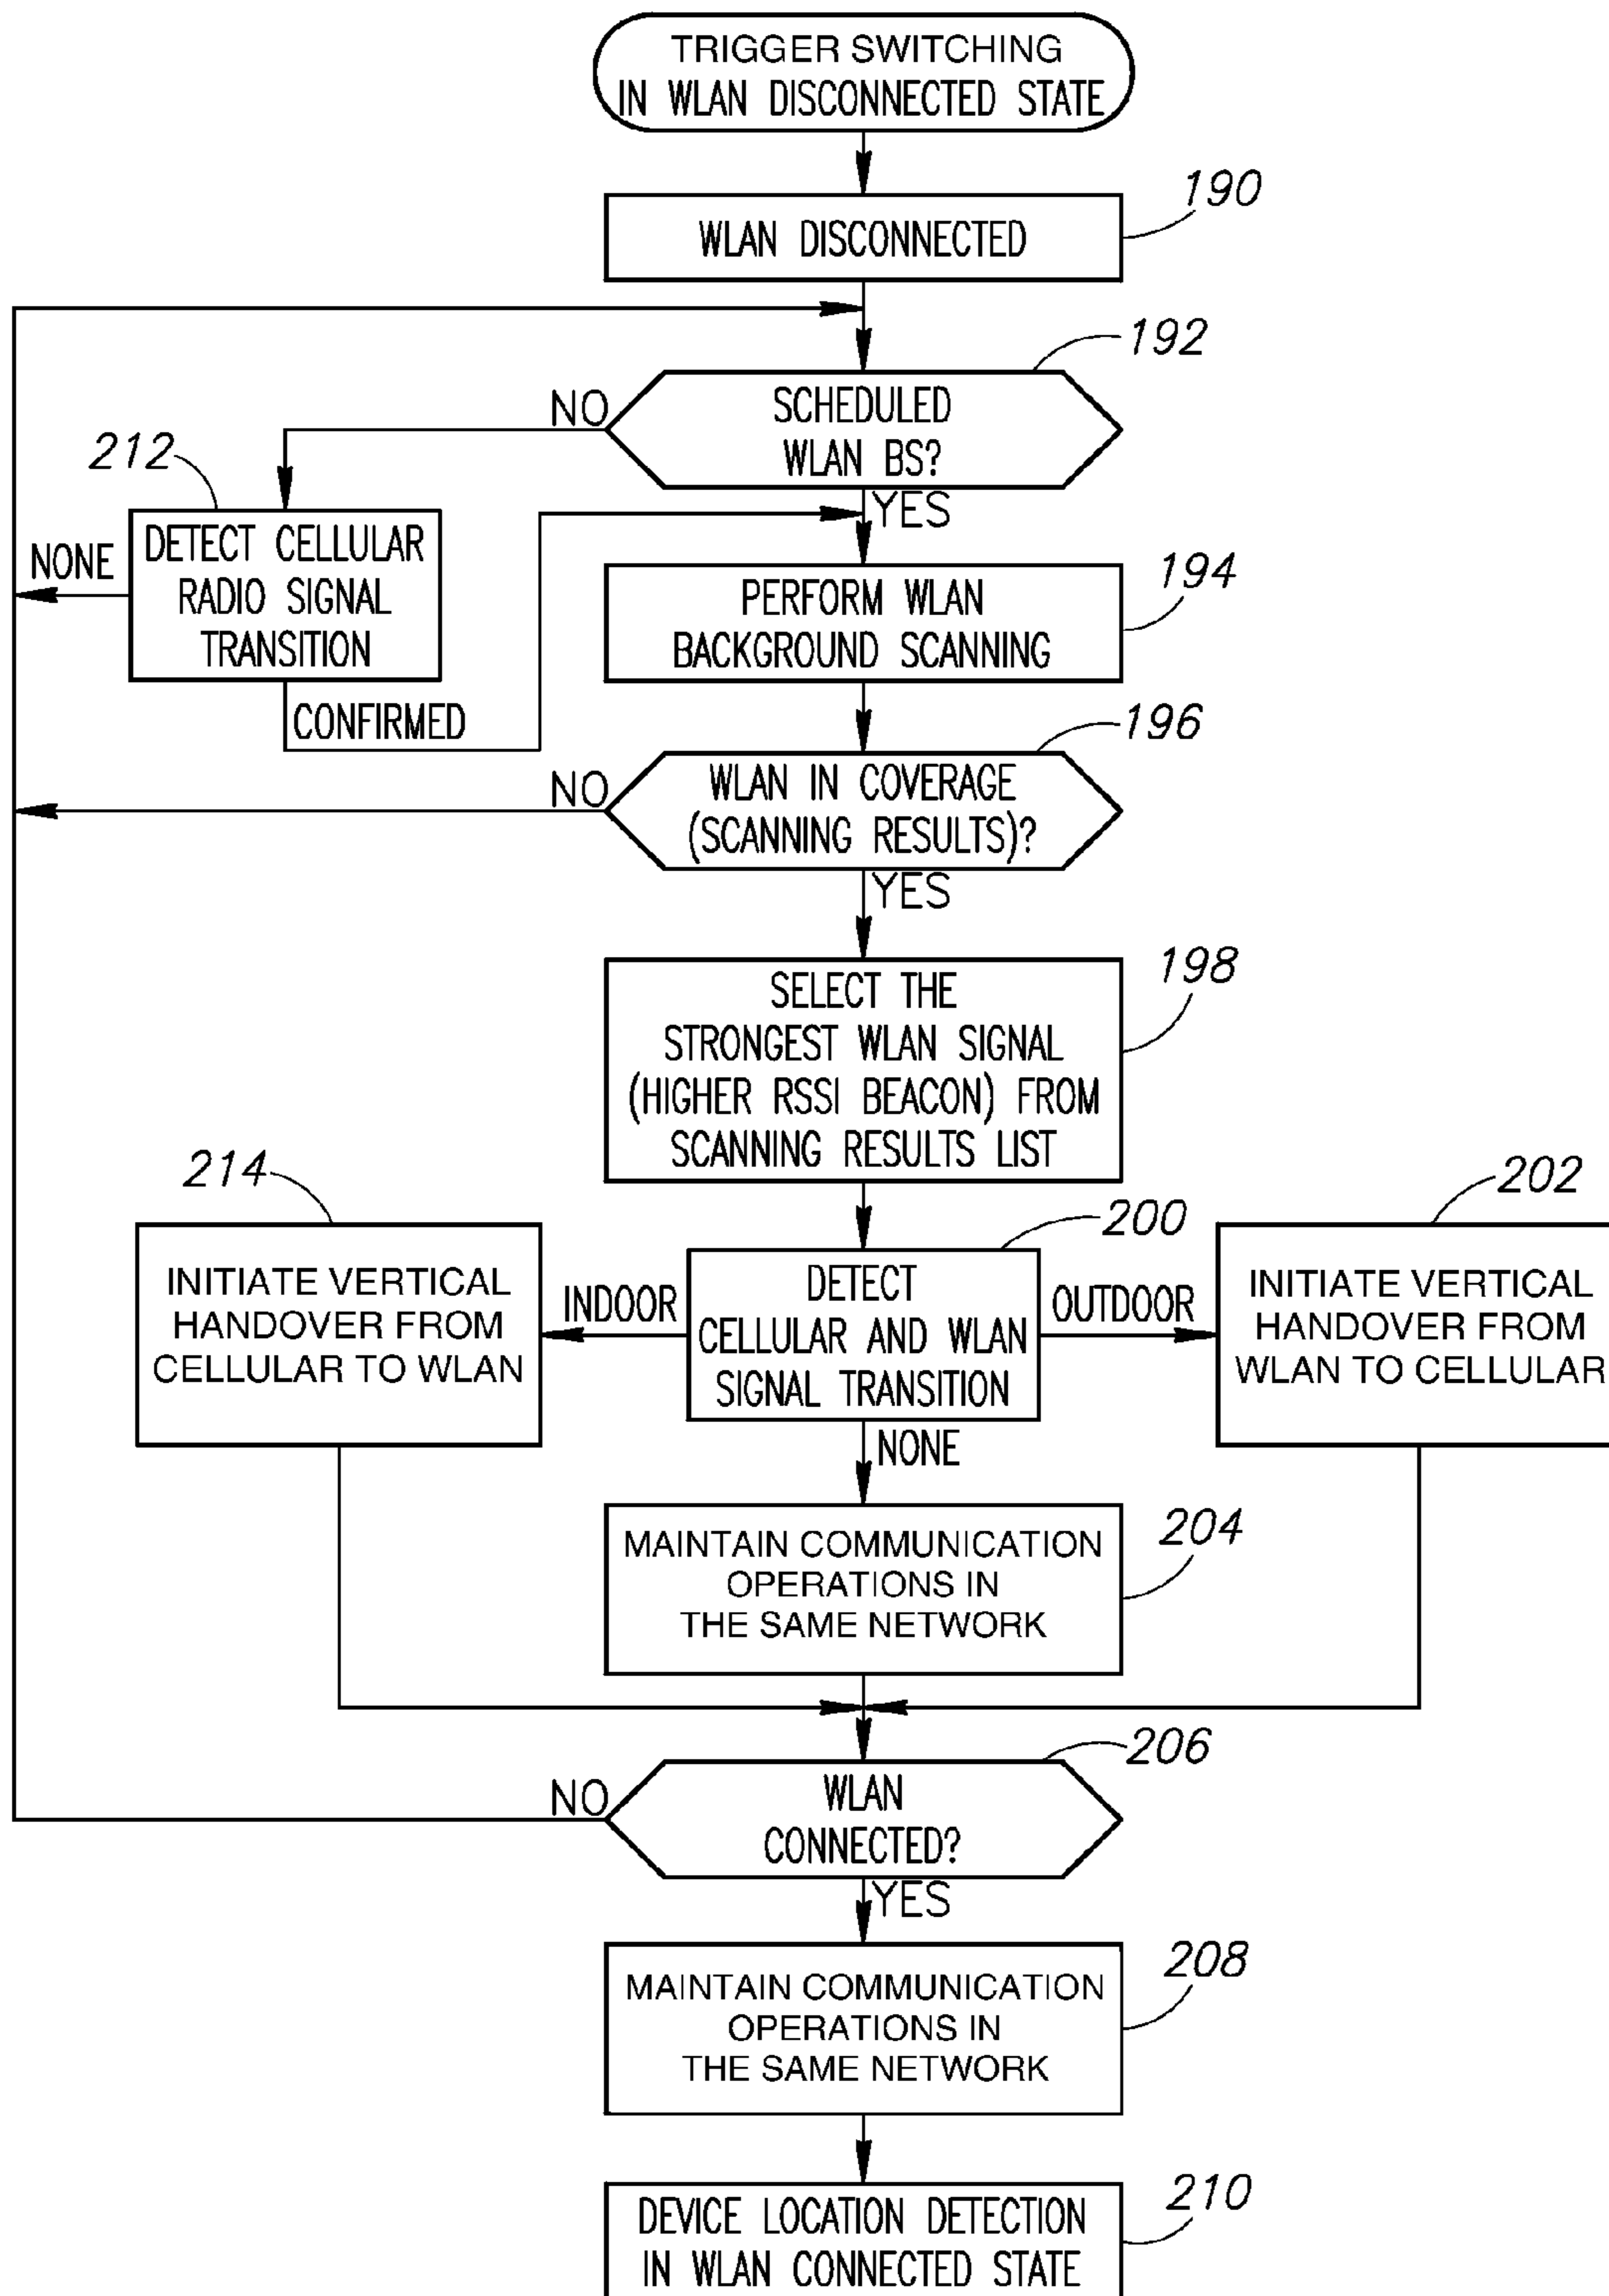 TRIGGER SWITCHING
IN WLAN DISCONNECTED STATE
190
WLAN DISCONNECTED
192
NO
SCHEDULED
WLAN BS?
YES
212
NONE
DETECT CELLULAR
RADIO SIGNAL
TRANSITION
CONFIRMED
194
PERFORM WLAN
BACKGROUND SCANNING
196
NO
WLAN IN COVERAGE
(SCANNING RESULTS)?
YES
198
SELECT THE
STRONGEST WLAN SIGNAL
(HIGHER RSSI BEACON) FROM
SCANNING RESULTS LIST
214
INITIATE VERTICAL
HANDOVER FROM
CELLULAR TO WLAN
INDOOR
200
DETECT
CELLULAR AND WLAN
SIGNAL TRANSITION
OUTDOOR
202
INITIATE VERTICAL
HANDOVER FROM
WLAN TO CELLULAR
NONE
204
MAINTAIN COMMUNICATION
OPERATIONS IN
THE SAME NETWORK
206
NO
WLAN
CONNECTED?
YES
208
MAINTAIN COMMUNICATION
OPERATIONS IN
THE SAME NETWORK
210
DEVICE LOCATION DETECTION
IN WLAN CONNECTED STATE